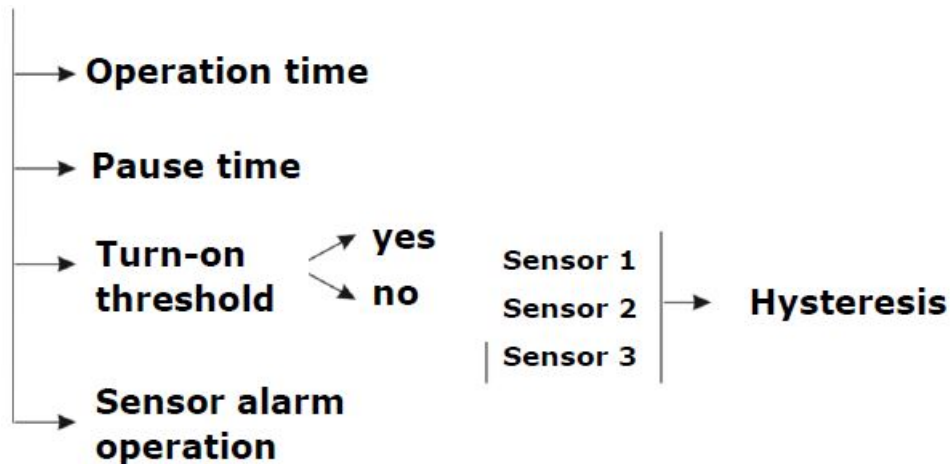 Operation time
Pause time
Turn-on
threshold
yes
no
Sensor 1
Sensor 2
Sensor 3
Hysteresis
Sensor alarm
operation